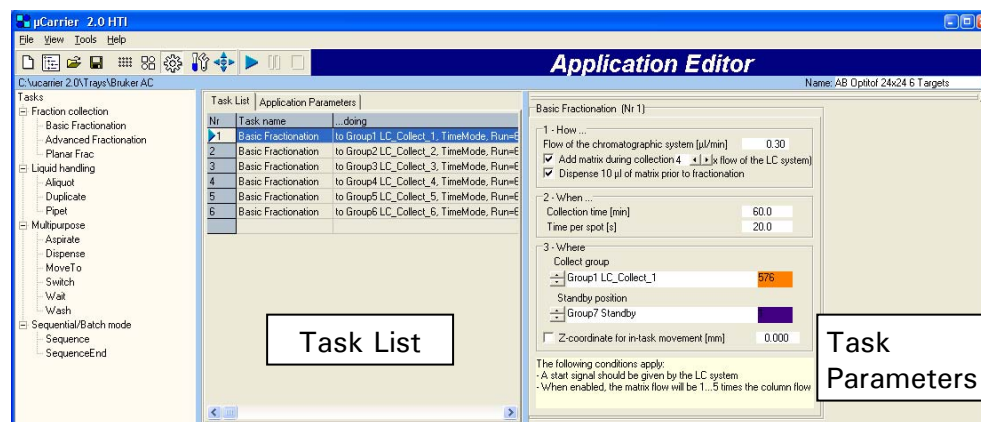 µCarrier 2.0 HTI
File View Tools Help
Application Editor
C:\ucarrier 2.0\Trays\Bruker AC
Name: AB Optitof 24x24 6 Targets
Tasks
Fraction collection
Basic Fractionation
Advanced Fractionation
Planar Frac
Liquid handling
Aliquot
Duplicate
Pipet
Multipurpose
Aspirate
Dispense
MoveTo
Switch
Wait
Wash
Sequential/Batch mode
Sequence
SequenceEnd
Task List Application Parameters
Nr Task name ...doing
1 Basic Fractionation to Group1 LC_Collect_1, TimeMode, Run=6
2 Basic Fractionation to Group2 LC_Collect_2, TimeMode, Run=6
3 Basic Fractionation to Group3 LC_Collect_3, TimeMode, Run=6
4 Basic Fractionation to Group4 LC_Collect_4, TimeMode, Run=6
5 Basic Fractionation to Group5 LC_Collect_5, TimeMode, Run=6
6 Basic Fractionation to Group6 LC_Collect_6, TimeMode, Run=6
Task List
Basic Fractionation (Nr 1)
1 - How ...
Flow of the chromatographic system [µl/min] 0.30
Add matrix during collection 4 x flow of the LC system)
Dispense 10 µl of matrix prior to fractionation
2 - When ...
Collection time [min] 60.0
Time per spot [s] 20.0
3 - Where
Collect group
Group1 LC_Collect_1 576
Standby position
Group7 Standby
Z-coordinate for in-task movement [mm] 0.000
The following conditions apply:
- A start signal should be given by the LC system
- When enabled, the matrix flow will be 1...5 times the column flow
Task
Parameters